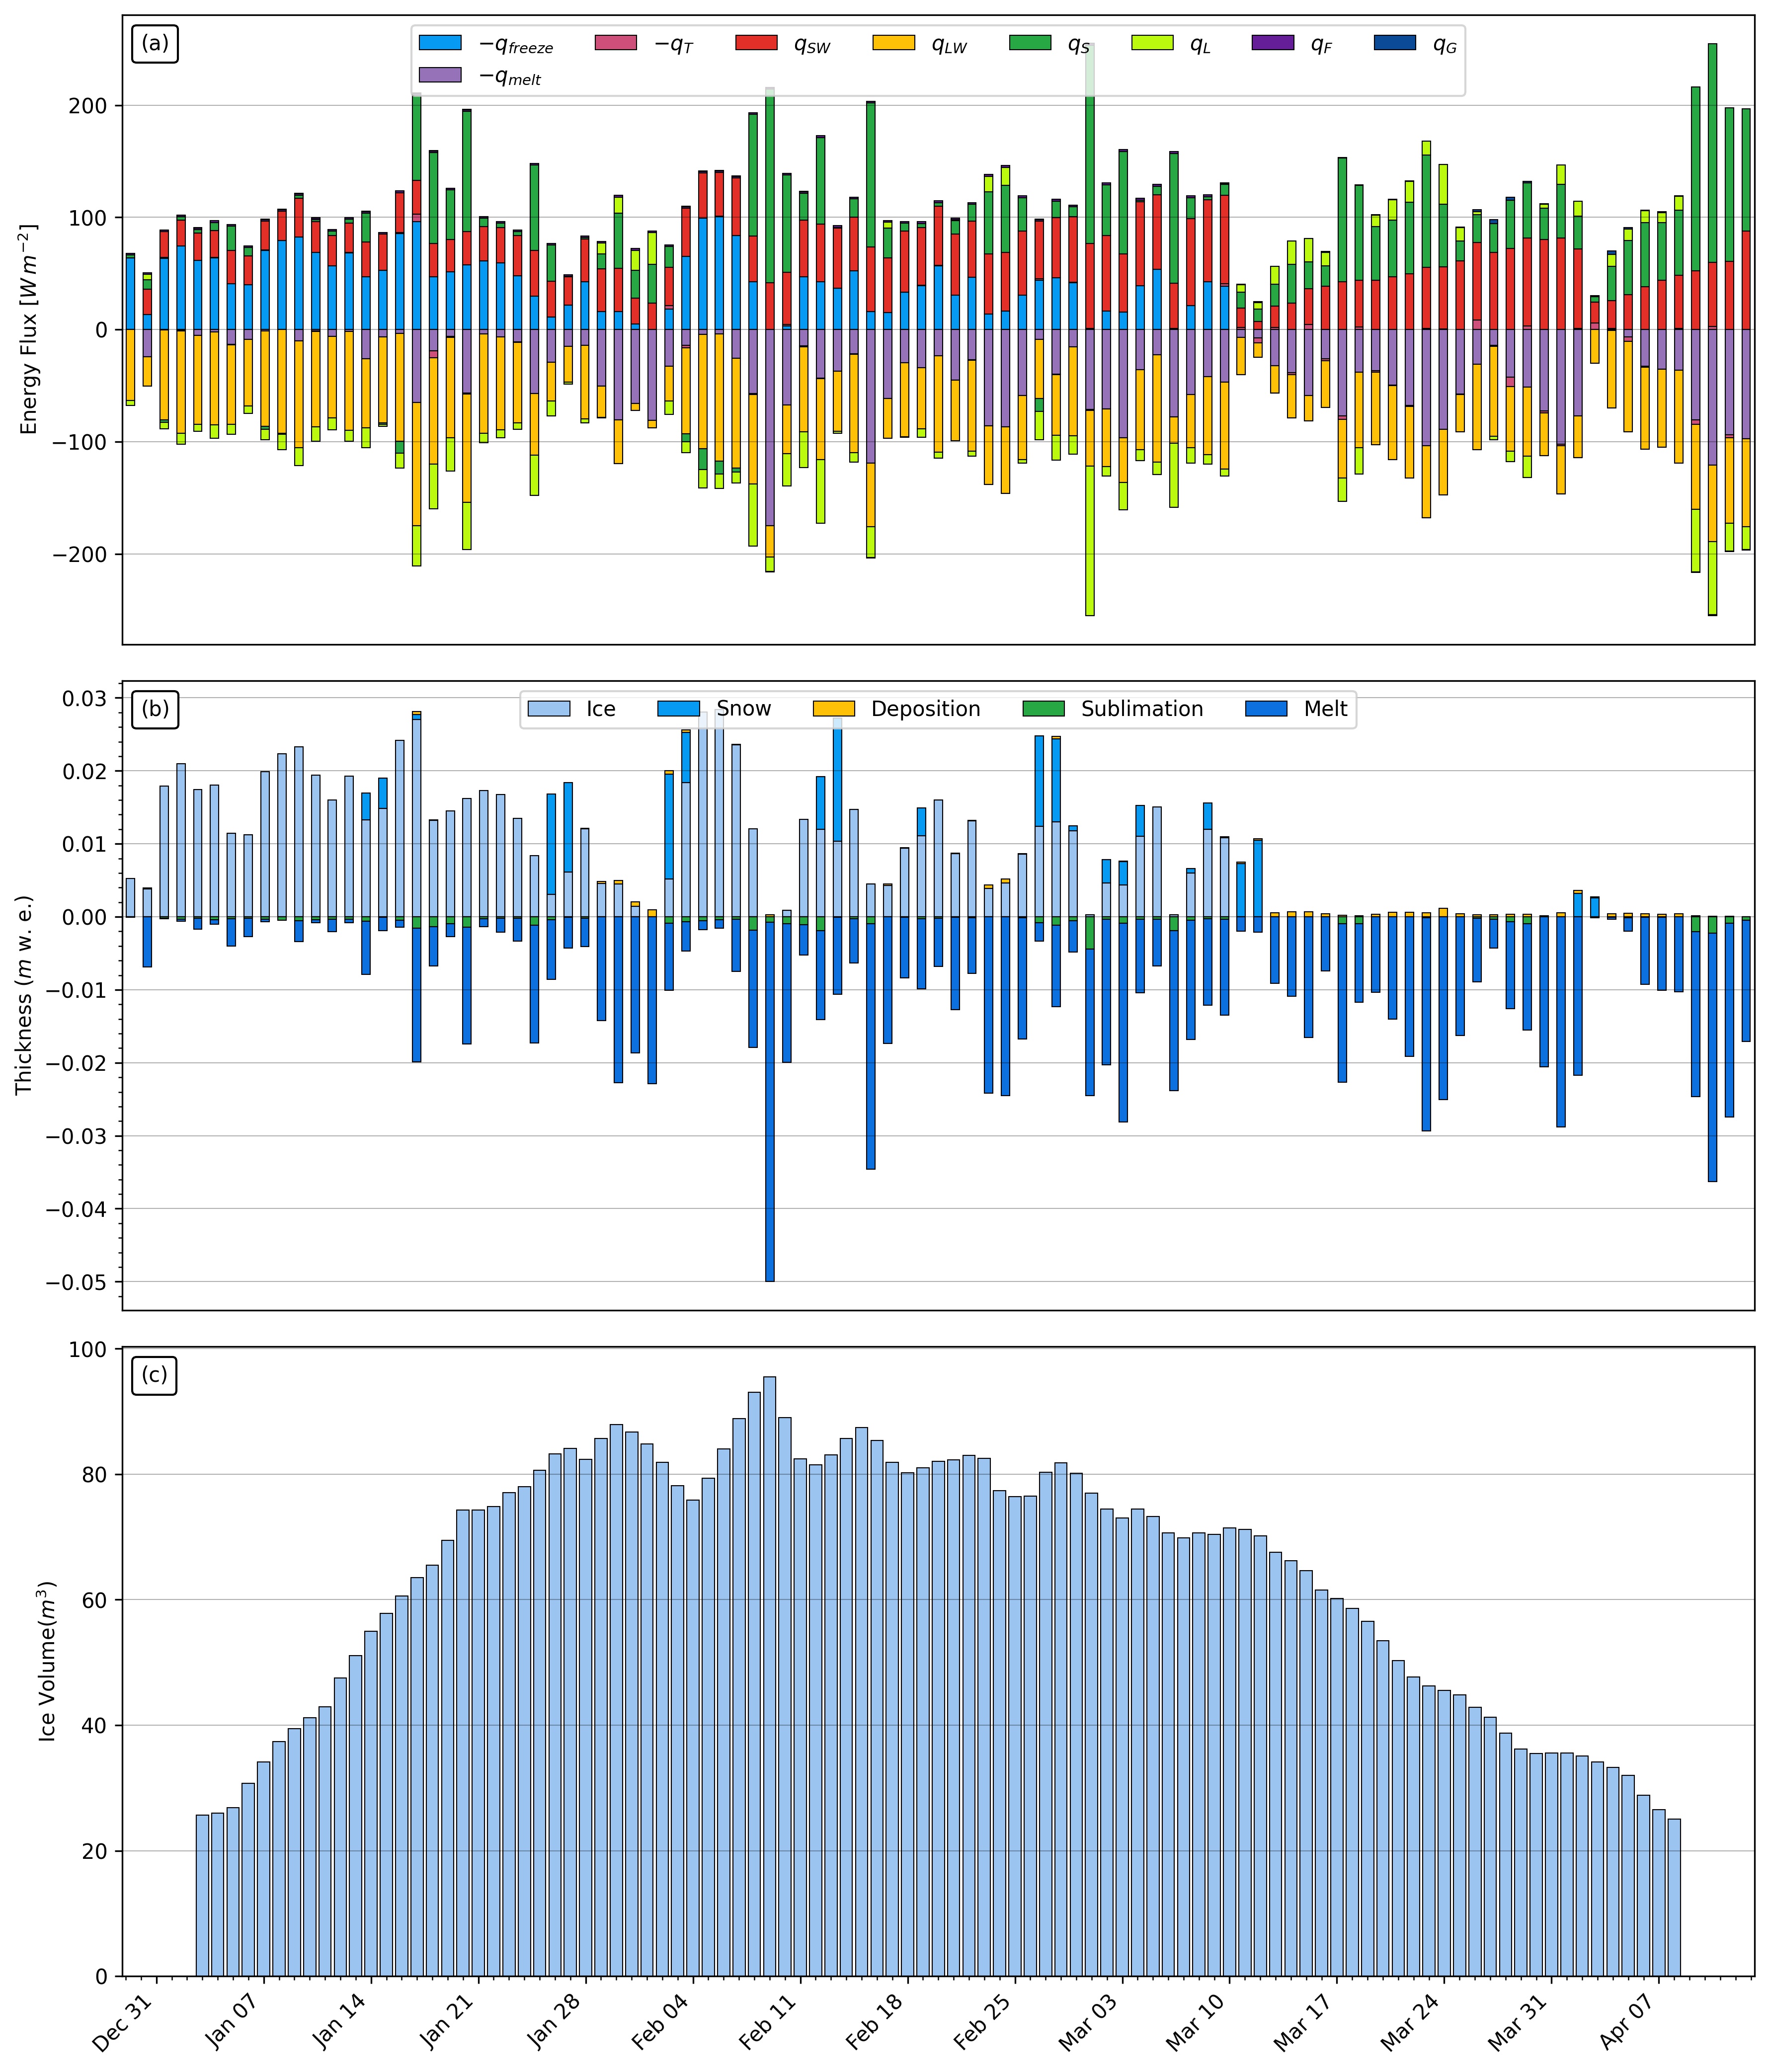 (a)
−q_freeze −q_T q_SW q_LW q_S q_L q_F q_G
−q_melt
Energy Flux [W m⁻²]
200
100
0
−100
−200
(b)
Ice Snow Deposition Sublimation Melt
Thickness (m w. e.)
0.03
0.02
0.01
0.00
−0.01
−0.02
−0.03
−0.04
−0.05
(c)
Ice Volume(m³)
100
80
60
40
20
0
Dec 31 Jan 07 Jan 14 Jan 21 Jan 28 Feb 04 Feb 11 Feb 18 Feb 25 Mar 03 Mar 10 Mar 17 Mar 24 Mar 31 Apr 07